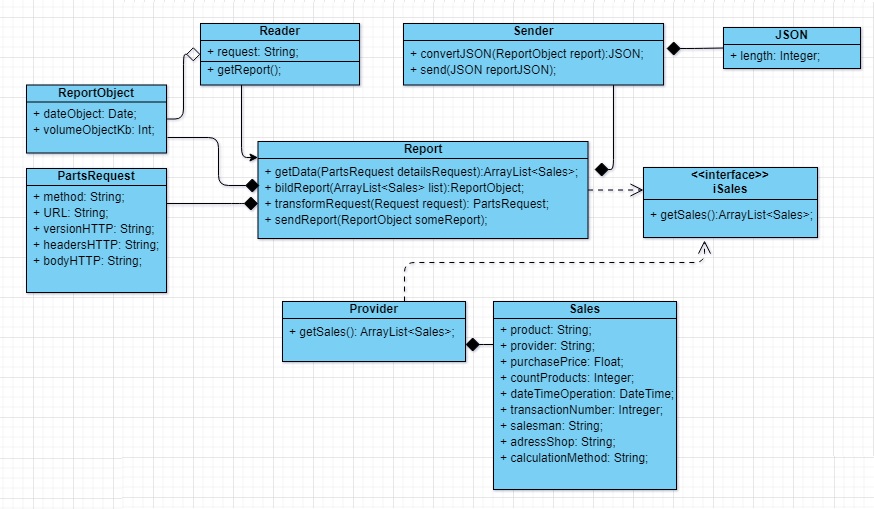 Reader
+ request: String;
+ getReport();
Sender
+ convertJSON(ReportObject report):JSON;
+ send(JSON reportJSON);
JSON
+ length: Integer;
ReportObject
+ dateObject: Date;
+ volumeObjectKb: Int;
PartsRequest
+ method: String;
+ URL: String;
+ versionHTTP: String;
+ headersHTTP: String;
+ bodyHTTP: String;
Report
+ getData(PartsRequest detailsRequest):ArrayList<Sales>;
+ bildReport(ArrayList<Sales> list):ReportObject;
+ transformRequest(Request request): PartsRequest;
+ sendReport(ReportObject someReport);
<<interface>>
iSales
+ getSales():ArrayList<Sales>;
Provider
+ getSales(): ArrayList<Sales>;
Sales
+ product: String;
+ provider: String;
+ purchasePrice: Float;
+ countProducts: Integer;
+ dateTimeOperation: DateTime;
+ transactionNumber: Intreger;
+ salesman: String;
+ adressShop: String;
+ calculationMethod: String;